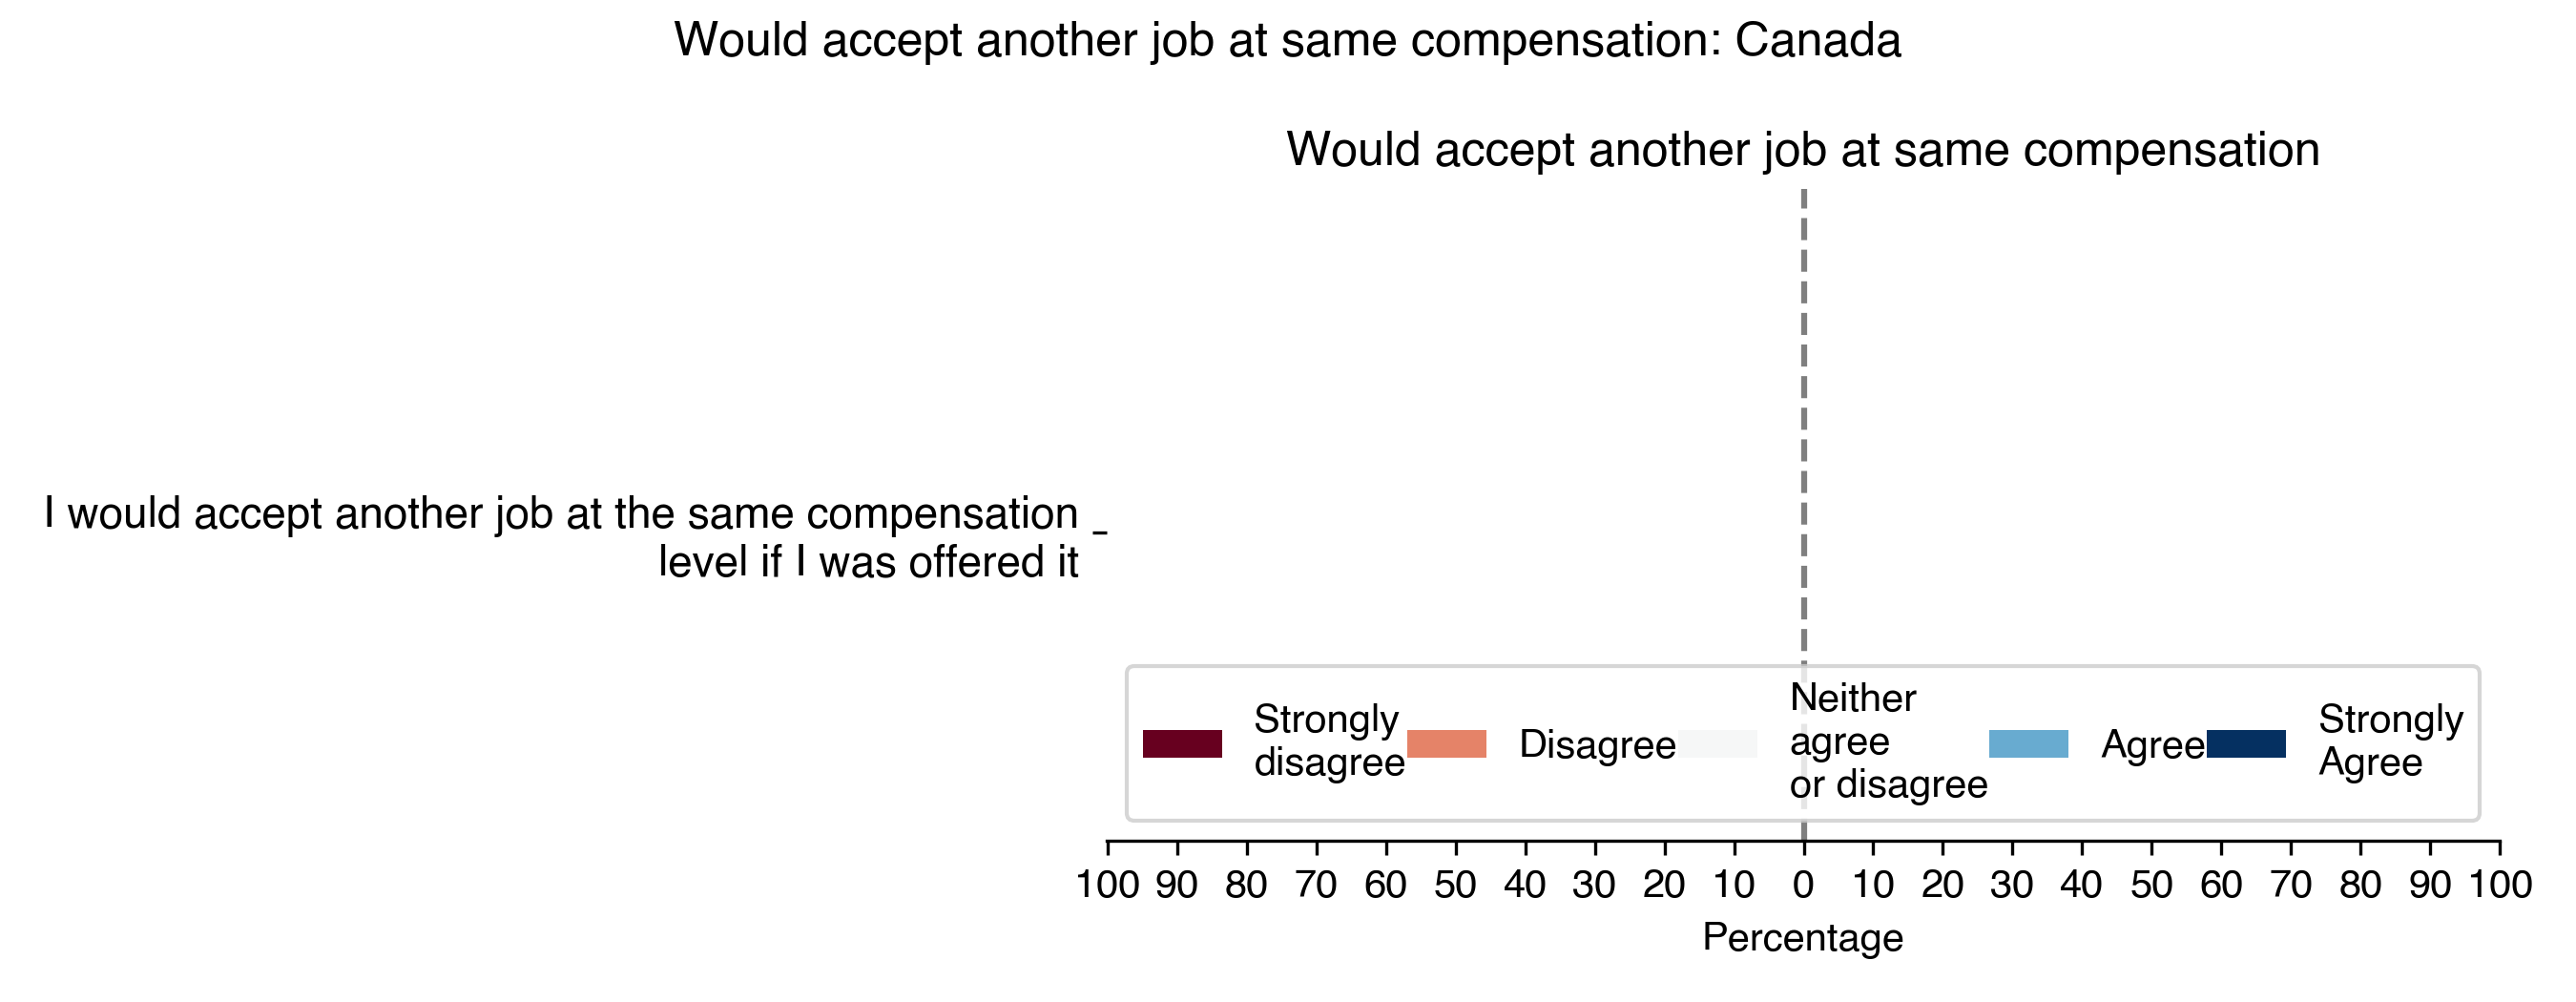 Would accept another job at same compensation: Canada
Would accept another job at same compensation
I would accept another job at the same compensation
level if I was offered it
Strongly
disagree
Disagree
Neither
agree
or disagree
Agree
Strongly
Agree
100 90 80 70 60 50 40 30 20 10 0 10 20 30 40 50 60 70 80 90 100
Percentage